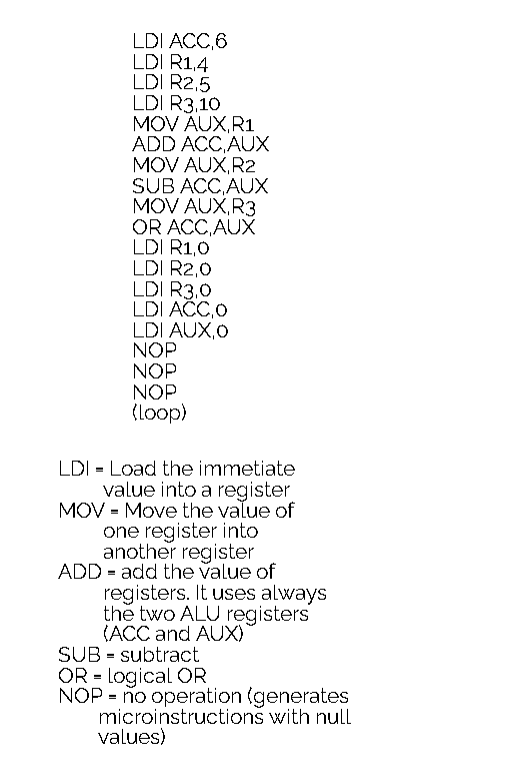 LDI ACC,6
LDI R1,4
LDI R2,5
LDI R3,10
MOV AUX,R1
ADD ACC,AUX
MOV AUX,R2
SUB ACC,AUX
MOV AUX,R3
OR ACC,AUX
LDI R1,0
LDI R2,0
LDI R3,0
LDI ACC,0
LDI AUX,0
NOP
NOP
NOP
(loop)
LDI = Load the immetiate
value into a register
MOV = Move the value of
one register into
another register
ADD = add the value of
registers. It uses always
the two ALU registers
(ACC and AUX)
SUB = subtract
OR = logical OR
NOP = no operation (generates
microinstructions with null
values)